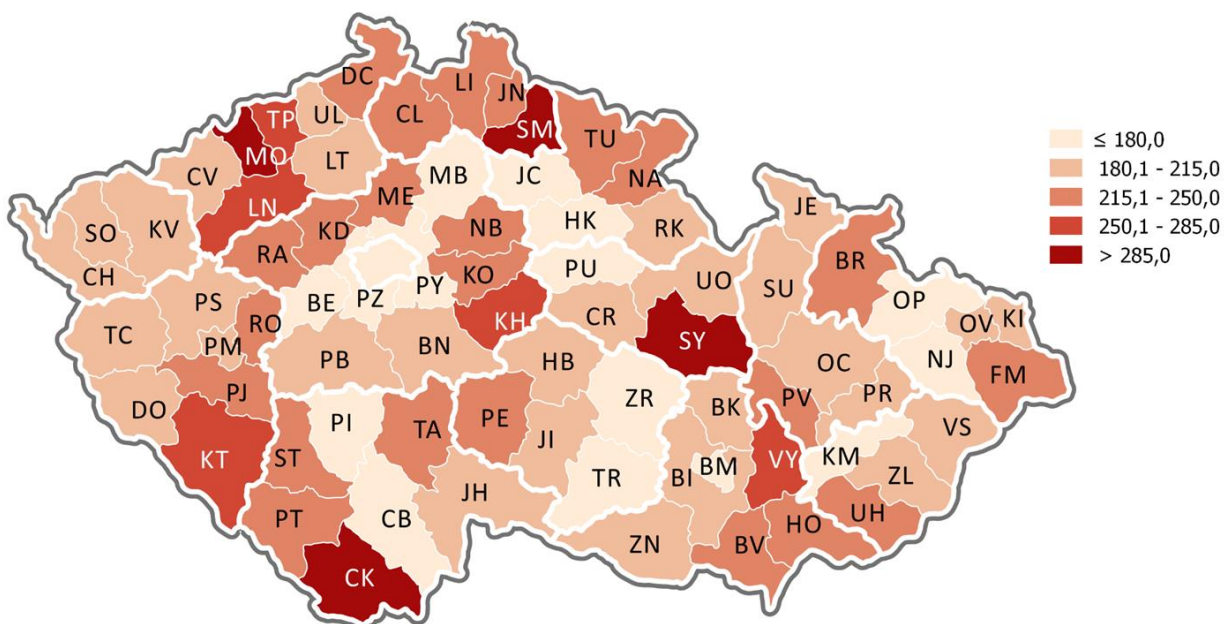 DC
LI
JN
TP
UL
CL
SM
TU
MO
LT
CV
MB
JC
NA
LN
ME
SO
KV
HK
RK
JE
KD
NB
RA
CH
PU
UO
SU
BR
KO
BE
PZ
PY
OP
PS
RO
KH
CR
OV
KI
TC
PM
PB
BN
SY
HB
OC
NJ
FM
PJ
PV
PR
DO
ZR
BK
PI
TA
PE
VS
KT
ST
JI
BM
VY
KM
TR
BI
ZL
JH
PT
CB
HO
UH
ZN
BV
CK
≤ 180,0
180,1 - 215,0
215,1 - 250,0
250,1 - 285,0
> 285,0